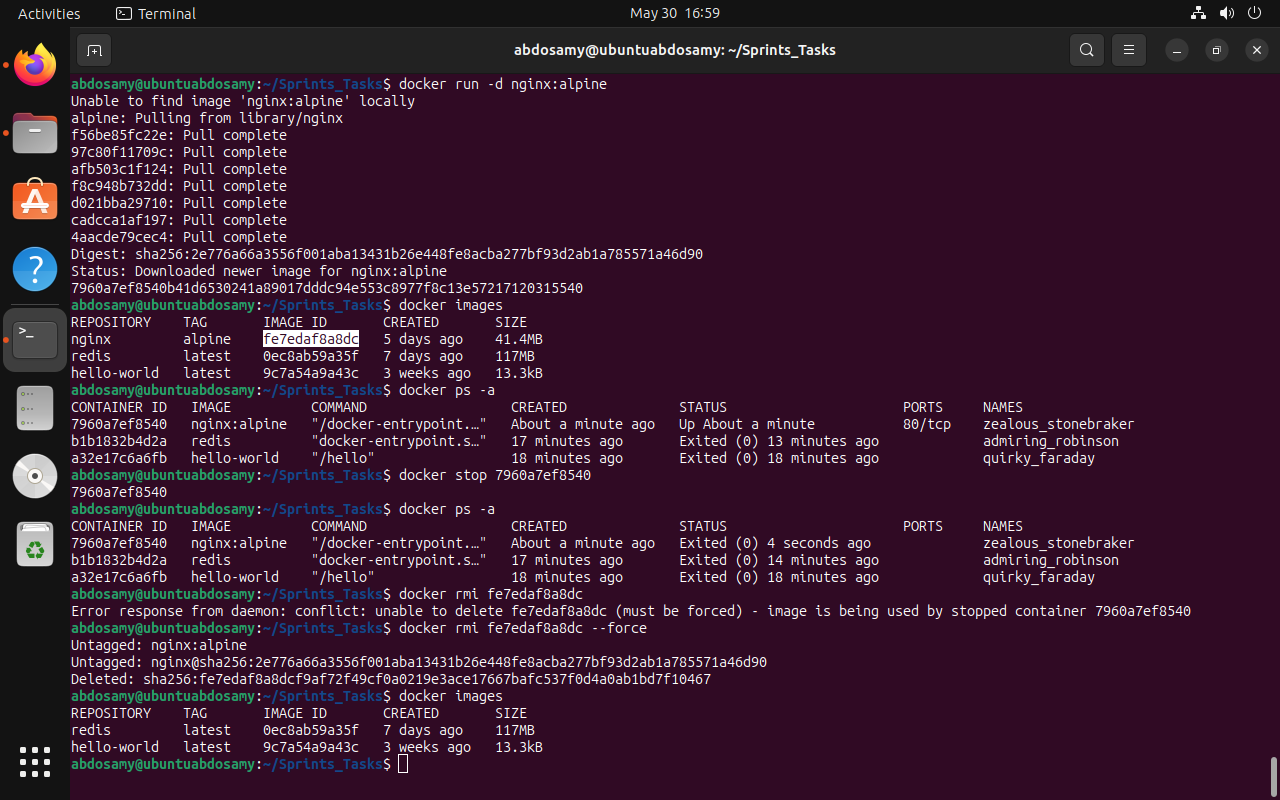 Activities Terminal May 30 16:59
abdosamy@ubuntuabdosamy: ~/Sprints_Tasks
abdosamy@ubuntuabdosamy:~/Sprints_Tasks$ docker run -d nginx:alpine
Unable to find image 'nginx:alpine' locally
alpine: Pulling from library/nginx
f56be85fc22e: Pull complete
97c80f11709c: Pull complete
afb503c1f124: Pull complete
f8c948b732dd: Pull complete
d021bba29710: Pull complete
cadcca1af197: Pull complete
4aacde79cec4: Pull complete
Digest: sha256:2e776a66a3556f001aba13431b26e448fe8acba277bf93d2ab1a785571a46d90
Status: Downloaded newer image for nginx:alpine
7960a7ef8540b41d6530241a89017dddc94e553c8977f8c13e57217120315540
abdosamy@ubuntuabdosamy:~/Sprints_Tasks$ docker images
REPOSITORY    TAG       IMAGE ID       CREATED       SIZE
nginx         alpine    fe7edaf8a8dc   5 days ago    41.4MB
redis         latest    0ec8ab59a35f   7 days ago    117MB
hello-world   latest    9c7a54a9a43c   3 weeks ago   13.3kB
abdosamy@ubuntuabdosamy:~/Sprints_Tasks$ docker ps -a
CONTAINER ID   IMAGE          COMMAND                  CREATED              STATUS                      PORTS     NAMES
7960a7ef8540   nginx:alpine   "/docker-entrypoint.…"   About a minute ago   Up About a minute           80/tcp    zealous_stonebraker
b1b1832b4d2a   redis          "docker-entrypoint.s…"   17 minutes ago       Exited (0) 13 minutes ago             admiring_robinson
a32e17c6a6fb   hello-world    "/hello"                 18 minutes ago       Exited (0) 18 minutes ago             quirky_faraday
abdosamy@ubuntuabdosamy:~/Sprints_Tasks$ docker stop 7960a7ef8540
7960a7ef8540
abdosamy@ubuntuabdosamy:~/Sprints_Tasks$ docker ps -a
CONTAINER ID   IMAGE          COMMAND                  CREATED              STATUS                      PORTS     NAMES
7960a7ef8540   nginx:alpine   "/docker-entrypoint.…"   About a minute ago   Exited (0) 4 seconds ago              zealous_stonebraker
b1b1832b4d2a   redis          "docker-entrypoint.s…"   17 minutes ago       Exited (0) 14 minutes ago             admiring_robinson
a32e17c6a6fb   hello-world    "/hello"                 18 minutes ago       Exited (0) 18 minutes ago             quirky_faraday
abdosamy@ubuntuabdosamy:~/Sprints_Tasks$ docker rmi fe7edaf8a8dc
Error response from daemon: conflict: unable to delete fe7edaf8a8dc (must be forced) - image is being used by stopped container 7960a7ef8540
abdosamy@ubuntuabdosamy:~/Sprints_Tasks$ docker rmi fe7edaf8a8dc --force
Untagged: nginx:alpine
Untagged: nginx@sha256:2e776a66a3556f001aba13431b26e448fe8acba277bf93d2ab1a785571a46d90
Deleted: sha256:fe7edaf8a8dcf9af72f49cf0a0219e3ace17667bafc537f0d4a0ab1bd7f10467
abdosamy@ubuntuabdosamy:~/Sprints_Tasks$ docker images
REPOSITORY    TAG       IMAGE ID       CREATED       SIZE
redis         latest    0ec8ab59a35f   7 days ago    117MB
hello-world   latest    9c7a54a9a43c   3 weeks ago   13.3kB
abdosamy@ubuntuabdosamy:~/Sprints_Tasks$